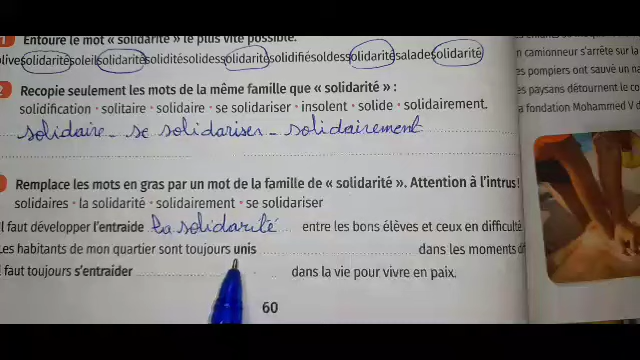 1 Entoure le mot « solidarité » le plus vite possible.
olivesolidaritésoleilsolidaritésoliditésolidessolidaritésolidifiésoldessolidaritésaladesolidarité
2 Recopie seulement les mots de la même famille que « solidarité » :
solidification • solitaire • solidaire • se solidariser • insolent • solide • solidairement.
solidaire - se solidariser - solidairement
Remplace les mots en gras par un mot de la famille de « solidarité ». Attention à l'intrus!
solidaires • la solidarité • solidairement • se solidariser
Il faut développer l'entraide la solidarité entre les bons élèves et ceux en difficulté
Les habitants de mon quartier sont toujours unis dans les moments
faut toujours s'entraider dans la vie pour vivre en paix.
60
n camionneur s'arrête sur la
es pompiers ont sauvé un
es paysans détournent le
a fondation Mohammed V